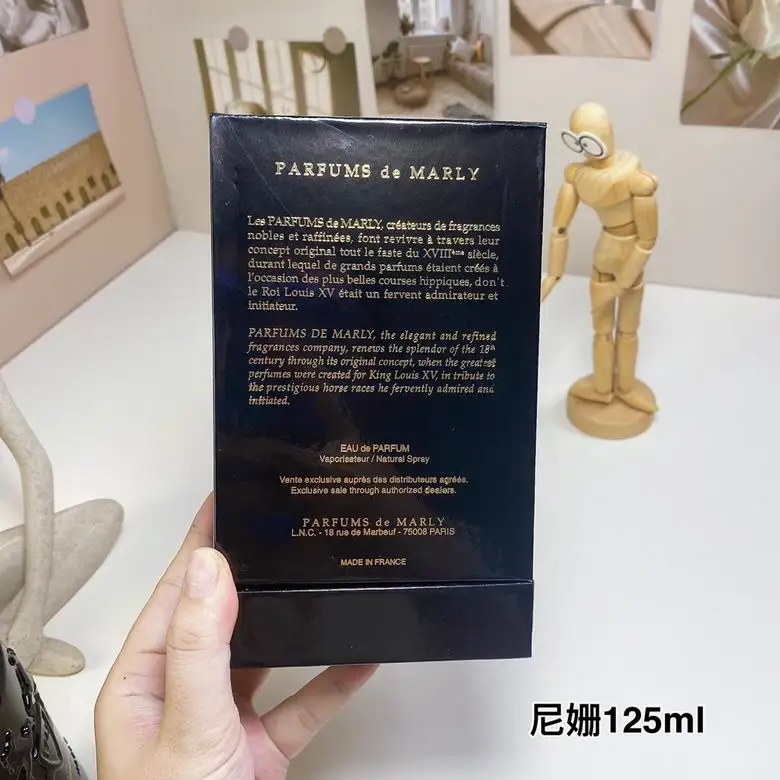 PARFUMS de MARLY
Les PARFUMS de MARLY, créateurs de fragrances
nobles et raffinées, font revivre à travers leur
concept original tout le faste du XVIIIème siècle,
durant lequel de grands parfums étaient créés à
l'occasion des plus belles courses hippiques, don't
le Roi Louis XV était un fervent admirateur et
initiateur.
PARFUMS DE MARLY, the elegant and refined
fragrances company, renews the splendor of the 18th
century through its original concept, when the greatest
perfumes were created for King Louis XV, in tribute to
the prestigious horse races he fervently admired and
initiated.
EAU de PARFUM
Vaporisateur / Natural Spray
Vente exclusive auprès des distributeurs agréés.
Exclusive sale through authorized dealers.
PARFUMS de MARLY
L.N.C. - 18 rue de Marbeuf - 75008 PARIS
MADE IN FRANCE
尼姗125ml